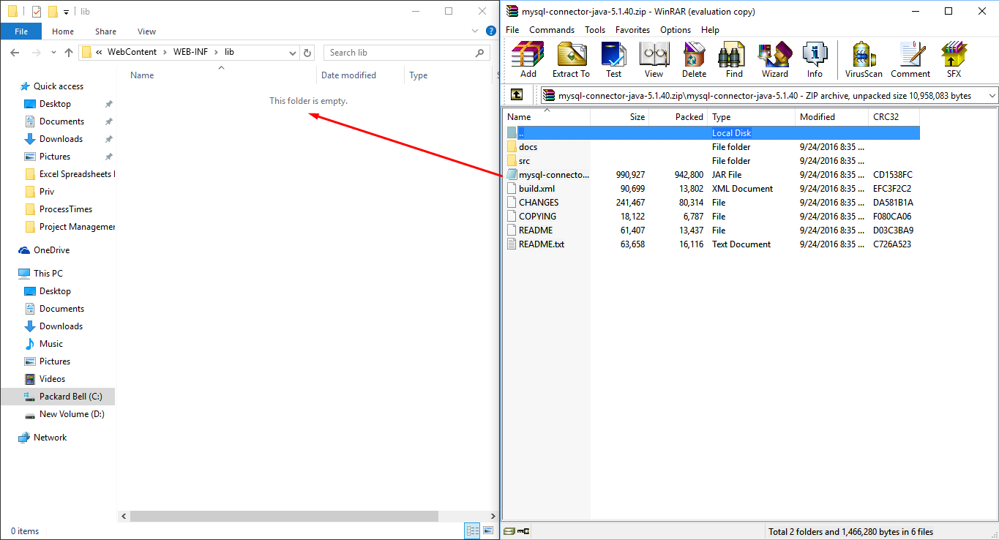 lib
File Home Share View
« WebContent › WEB-INF › lib
Search lib
Name Date modified Type
This folder is empty.
Quick access
Desktop
Documents
Downloads
Pictures
Excel Spreadsheets
Priv
ProcessTimes
Project Managemen
OneDrive
This PC
Desktop
Documents
Downloads
Music
Pictures
Videos
Packard Bell (C:)
New Volume (D:)
Network
0 items
mysql-connector-java-5.1.40.zip - WinRAR (evaluation copy)
File Commands Tools Favorites Options Help
Add Extract To Test View Delete Find Wizard Info VirusScan Comment SFX
mysql-connector-java-5.1.40.zip\mysql-connector-java-5.1.40 - ZIP archive, unpacked size 10,958,083 bytes
Name Size Packed Type Modified CRC32
.. Local Disk
docs File folder 9/24/2016 8:35 ...
src File folder 9/24/2016 8:35 ...
mysql-connecto... 990,927 942,800 JAR File 9/24/2016 8:35 ... CD1538FC
build.xml 90,699 13,802 XML Document 9/24/2016 8:35 ... EFC3F2C2
CHANGES 241,467 80,314 File 9/24/2016 8:35 ... DA581B1A
COPYING 18,122 6,787 File 9/24/2016 8:35 ... F080CA06
README 61,407 13,437 File 9/24/2016 8:35 ... D03C3BA9
README.txt 63,658 16,116 Text Document 9/24/2016 8:35 ... C726A523
Total 2 folders and 1,466,280 bytes in 6 files